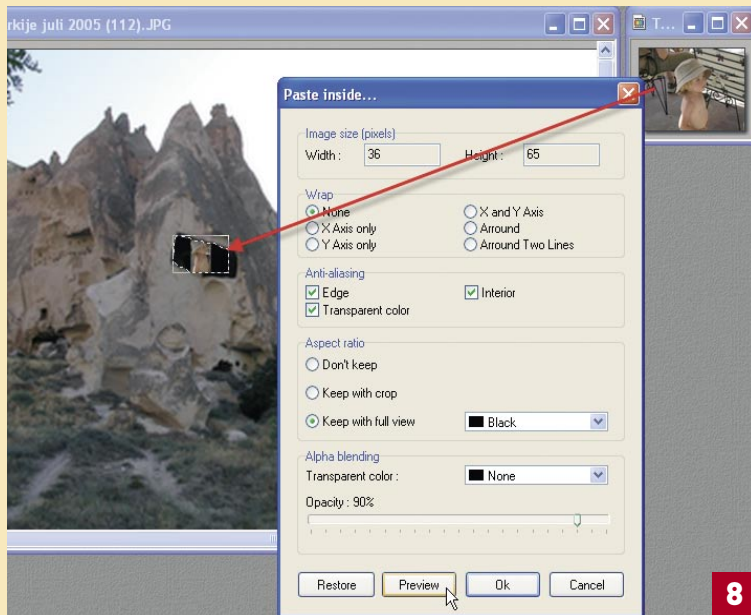 rkije juli 2005 (112).JPG
T...
Paste inside...
Image size (pixels)
Width : 36 Height : 65
Wrap
None X and Y Axis
X Axis only Arround
Y Axis only Arround Two Lines
Anti-aliasing
Edge Interior
Transparent color
Aspect ratio
Don't keep
Keep with crop
Keep with full view Black
Alpha blending
Transparent color : None
Opacity : 90%
Restore Preview Ok Cancel
8